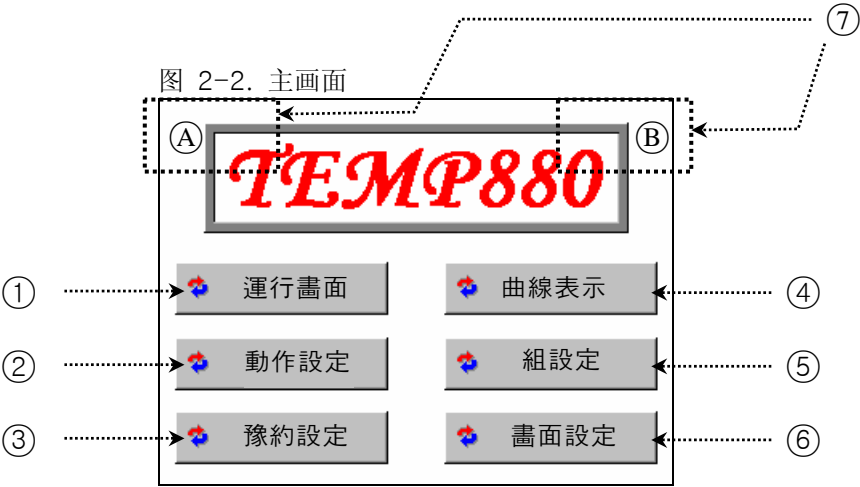 ⑦
图 2-2. 主画面
Ⓐ Ⓑ
TEMP880
① 運行畫面 曲線表示 ④
② 動作設定 組設定 ⑤
③ 豫約設定 畫面設定 ⑥